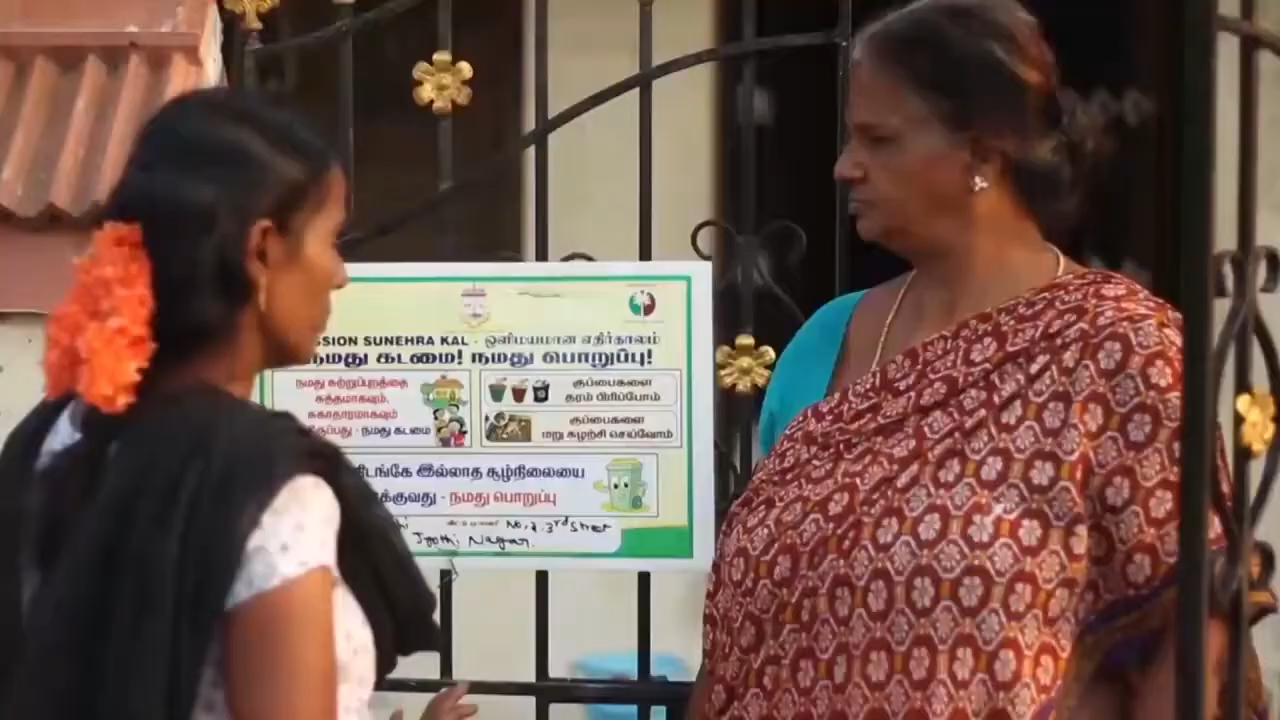 SSION SUNEHRA KAL - ஒளிமயமான எதிர்காலம்
நமது கடமை! நமது பொறுப்பு!
நமது சுற்றுப்புறத்தை
சுத்தமாகவும்,
சுகாதாரமாகவும்
ருப்பது - நமது கடமை
குப்பைகளை
தரம் பிரிப்போம்
குப்பைகளை
மறு சுழற்சி செய்வோம்
திடங்கே இல்லாத சூழ்நிலையை
க்குவது - நமது பொறுப்பு
No, 2. 3rd Street
Jyothi Nagar.